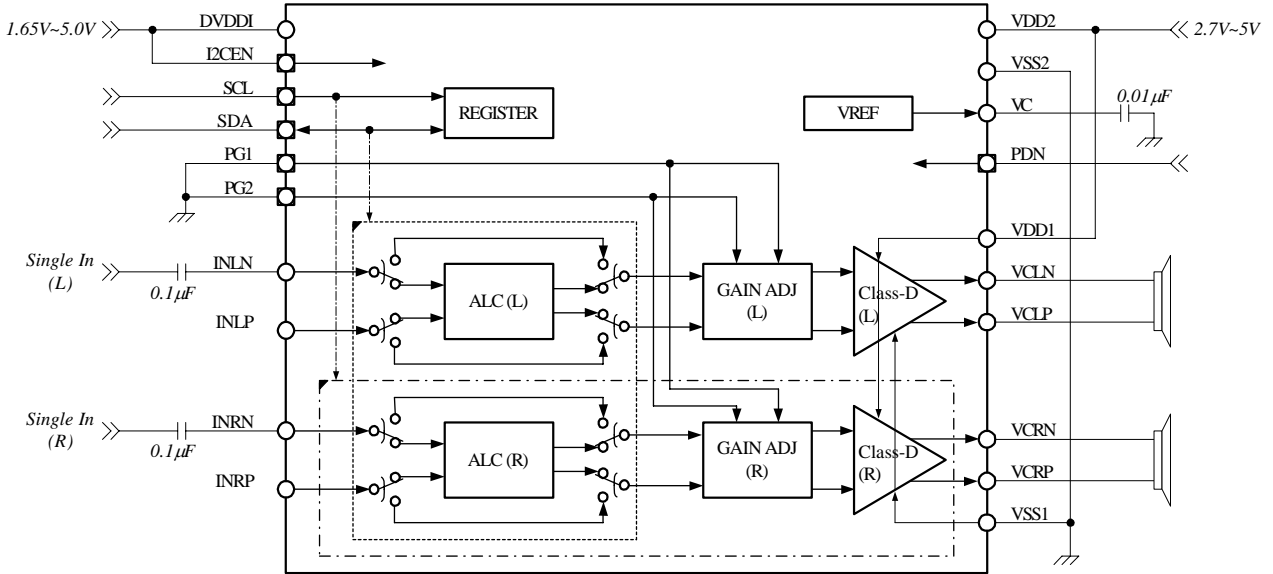 1.65V~5.0V
DVDDI
I2CEN
SCL
SDA
PG1
PG2
REGISTER
VREF
VDD2
2.7V~5V
VSS2
VC
0.01μF
PDN
VDD1
Single In
(L)
0.1μF
INLN
INLP
ALC (L)
GAIN ADJ
(L)
Class-D
(L)
VCLN
VCLP
Single In
(R)
0.1μF
INRN
INRP
ALC (R)
GAIN ADJ
(R)
Class-D
(R)
VCRN
VCRP
VSS1